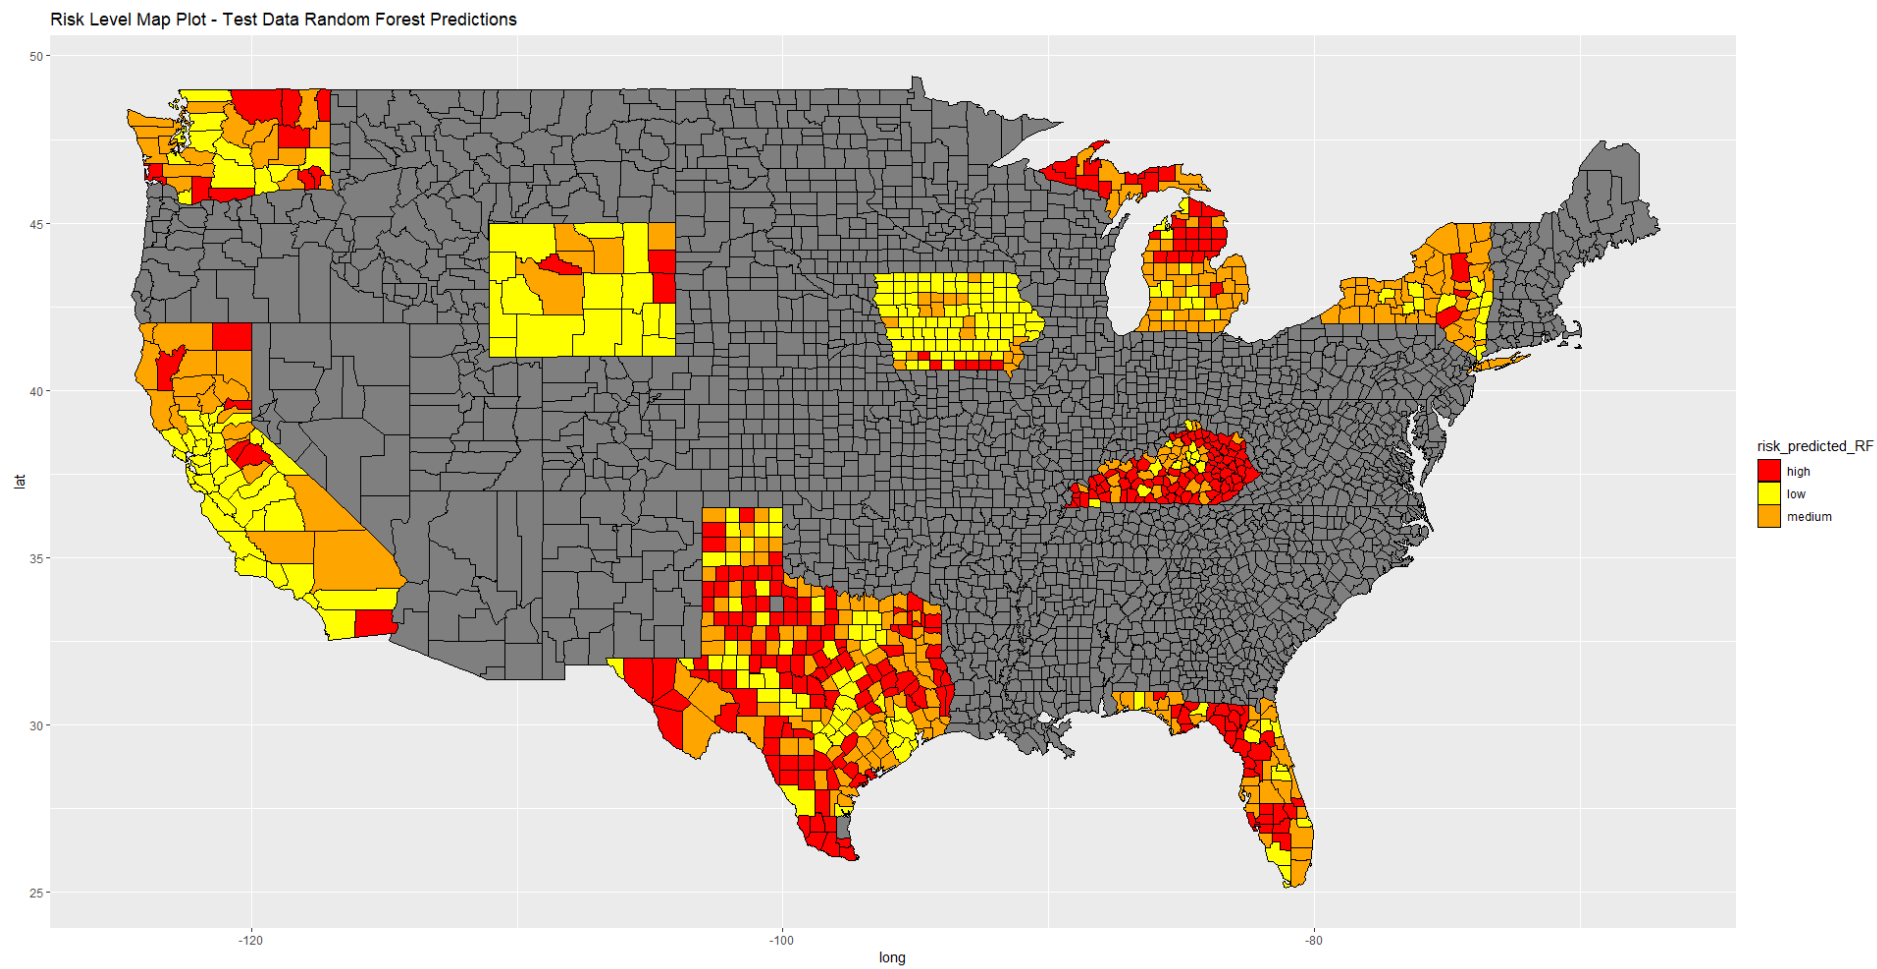 Risk Level Map Plot - Test Data Random Forest Predictions
50
45
40
35
30
25
lat
-120
-100
-80
long
risk_predicted_RF
high
low
medium